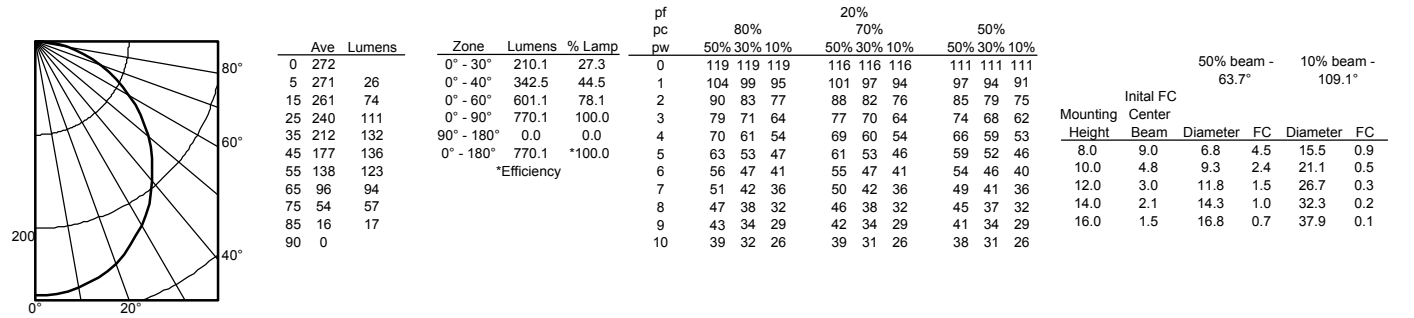 80°
60°
40°
200
0° 20°
Ave Lumens
0 272
5 271 26
15 261 74
25 240 111
35 212 132
45 177 136
55 138 123
65 96 94
75 54 57
85 16 17
90 0
Zone Lumens % Lamp
0° - 30° 210.1 27.3
0° - 40° 342.5 44.5
0° - 60° 601.1 78.1
0° - 90° 770.1 100.0
90° - 180° 0.0 0.0
0° - 180° 770.1 *100.0
*Efficiency
pf 20%
pc 80% 70% 50%
pw 50% 30% 10% 50% 30% 10% 50% 30% 10%
0 119 119 119 116 116 116 111 111 111
1 104 99 95 101 97 94 97 94 91
2 90 83 77 88 82 76 85 79 75
3 79 71 64 77 70 64 74 68 62
4 70 61 54 69 60 54 66 59 53
5 63 53 47 61 53 46 59 52 46
6 56 47 41 55 47 41 54 46 40
7 51 42 36 50 42 36 49 41 36
8 47 38 32 46 38 32 45 37 32
9 43 34 29 42 34 29 41 34 29
10 39 32 26 39 31 26 38 31 26
50% beam - 10% beam -
63.7° 109.1°
Inital FC
Mounting Center
Height Beam Diameter FC Diameter FC
8.0 9.0 6.8 4.5 15.5 0.9
10.0 4.8 9.3 2.4 21.1 0.5
12.0 3.0 11.8 1.5 26.7 0.3
14.0 2.1 14.3 1.0 32.3 0.2
16.0 1.5 16.8 0.7 37.9 0.1